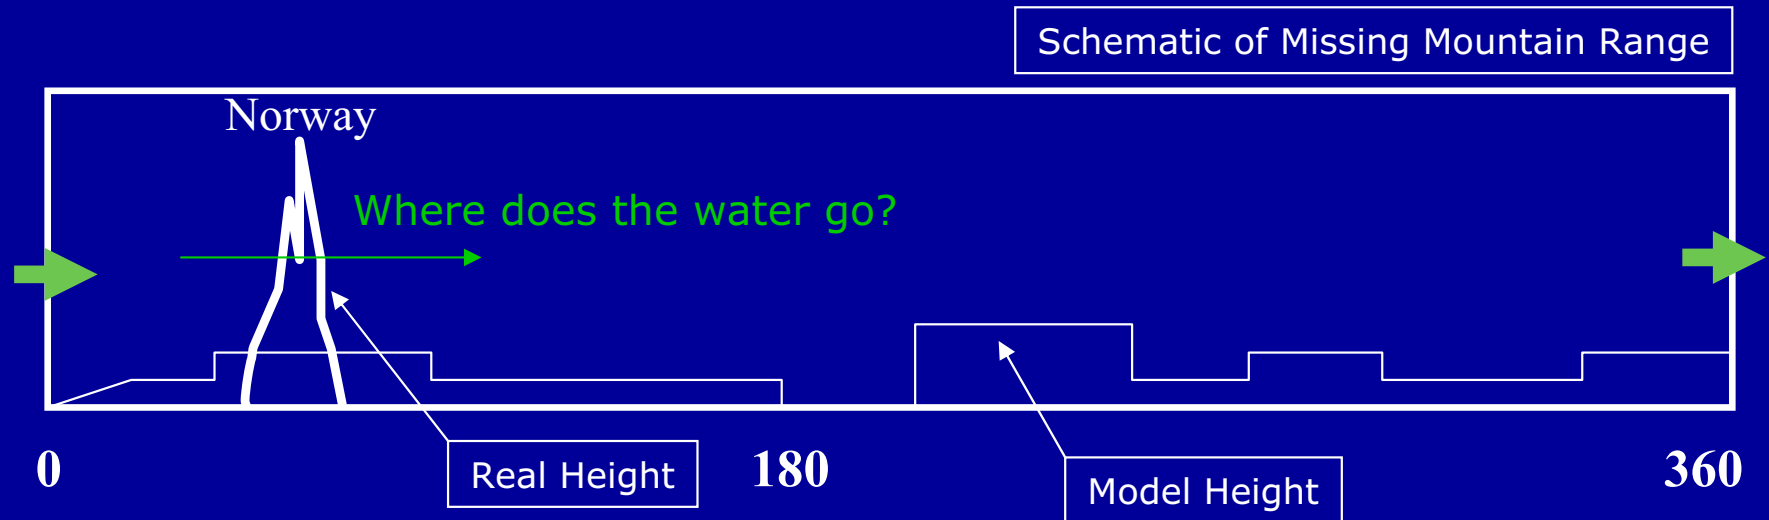 Schematic of Missing Mountain Range
Norway
Where does the water go?
0
180
360
Real Height
Model Height